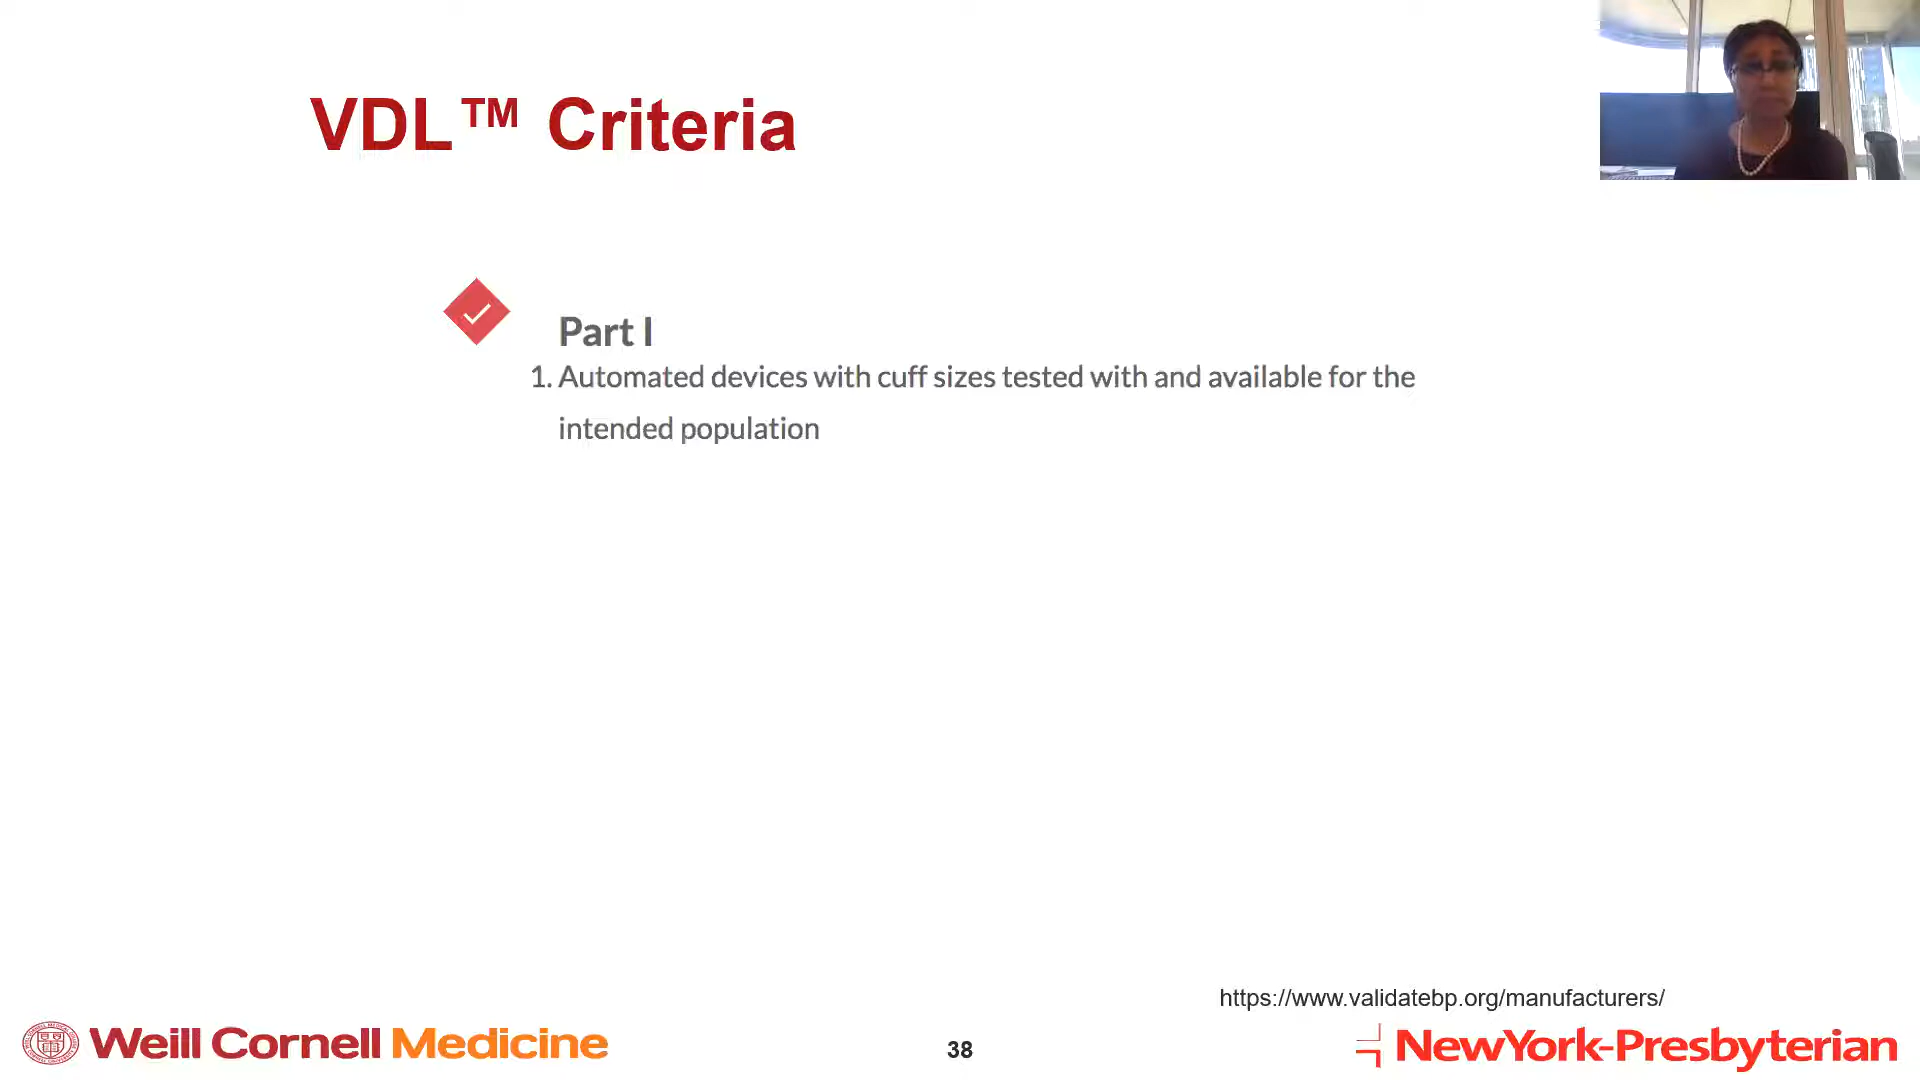 VDL™ Criteria
Part I
1. Automated devices with cuff sizes tested with and available for the
intended population
https://www.validatebp.org/manufacturers/
Weill Cornell Medicine
38
NewYork-Presbyterian